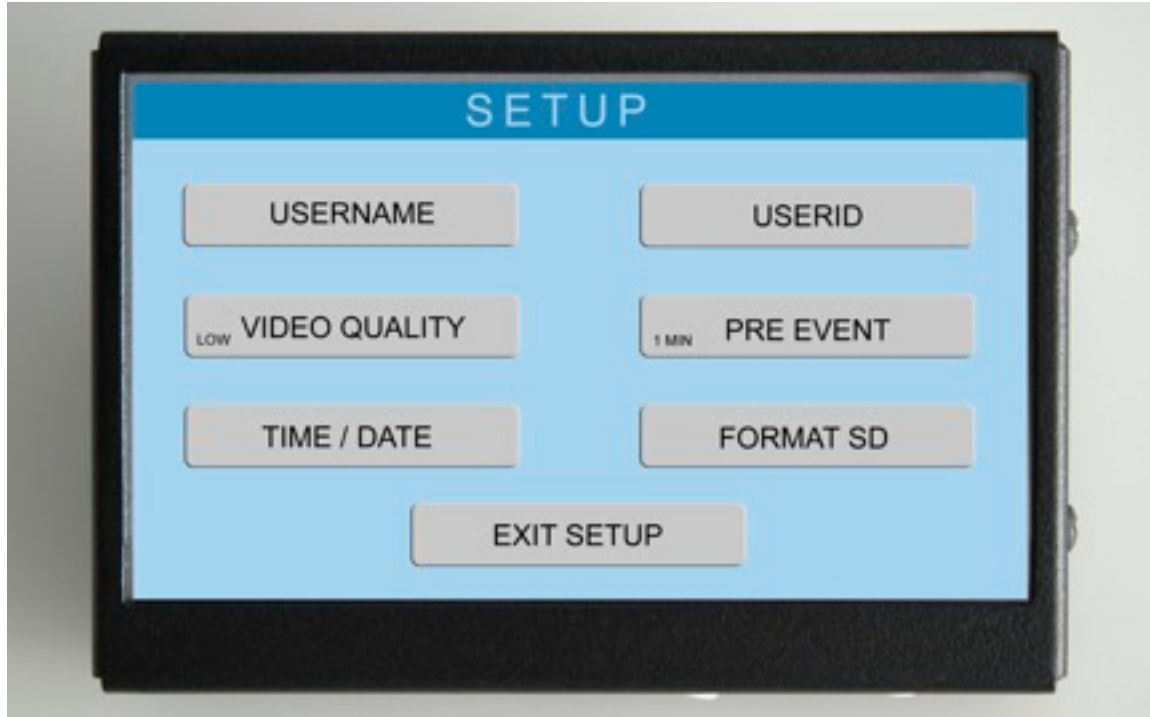 SETUP
USERNAME
USERID
LOW VIDEO QUALITY
1 MIN PRE EVENT
TIME / DATE
FORMAT SD
EXIT SETUP